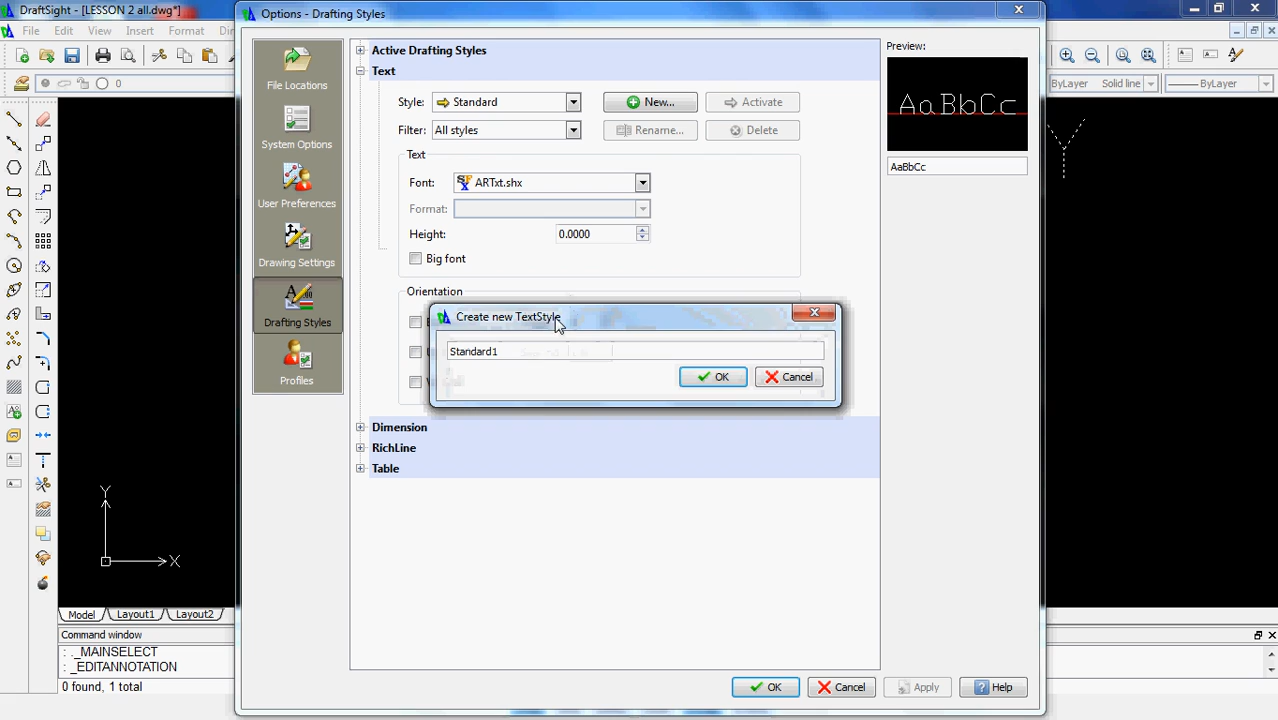 DraftSight - [LESSON 2 all.dwg*]
Options - Drafting Styles
File Edit View Insert Format
0
ByLayer Solid line ByLayer
File Locations
System Options
User Preferences
Drawing Settings
Drafting Styles
Profiles
Active Drafting Styles
Text
Style: Standard New... Activate
Filter: All styles Rename... Delete
Text
Font: ARTxt.shx
Format:
Height: 0.0000
Big font
Orientation
Create new TextStyle
Standard1
OK Cancel
Dimension
RichLine
Table
Preview:
AaBbCc
AaBbCc
Y
X
Model Layout1 Layout2
Command window
: _MAINSELECT
: _EDITANNOTATION
0 found, 1 total
OK Cancel Apply Help